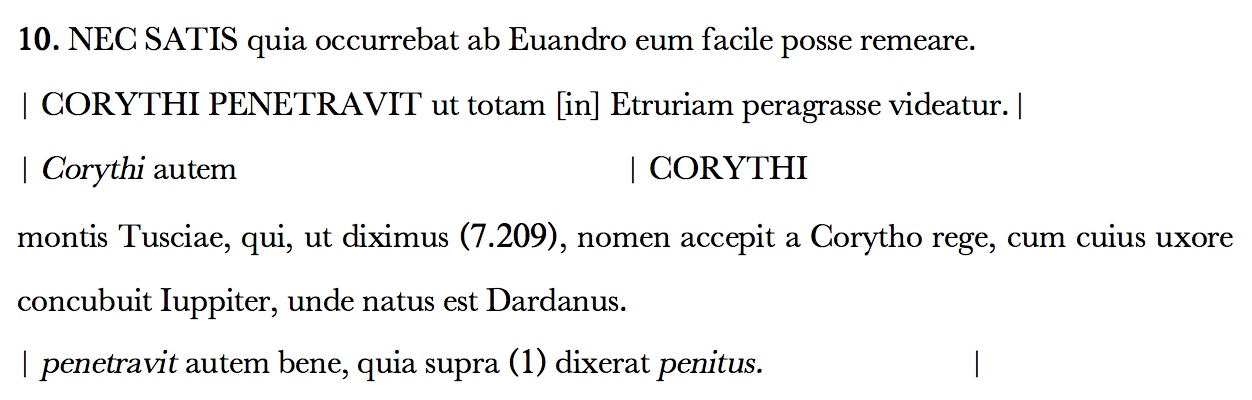 10. NEC SATIS quia occurrebat ab Euandro eum facile posse remeare.
| CORYTHI PENETRAVIT ut totam [in] Etruriam peragrasse videatur. |
| Corythi autem | CORYTHI
montis Tusciae, qui, ut diximus (7.209), nomen accepit a Corytho rege, cum cuius uxore
concubuit Iuppiter, unde natus est Dardanus.
| penetravit autem bene, quia supra (1) dixerat penitus. |